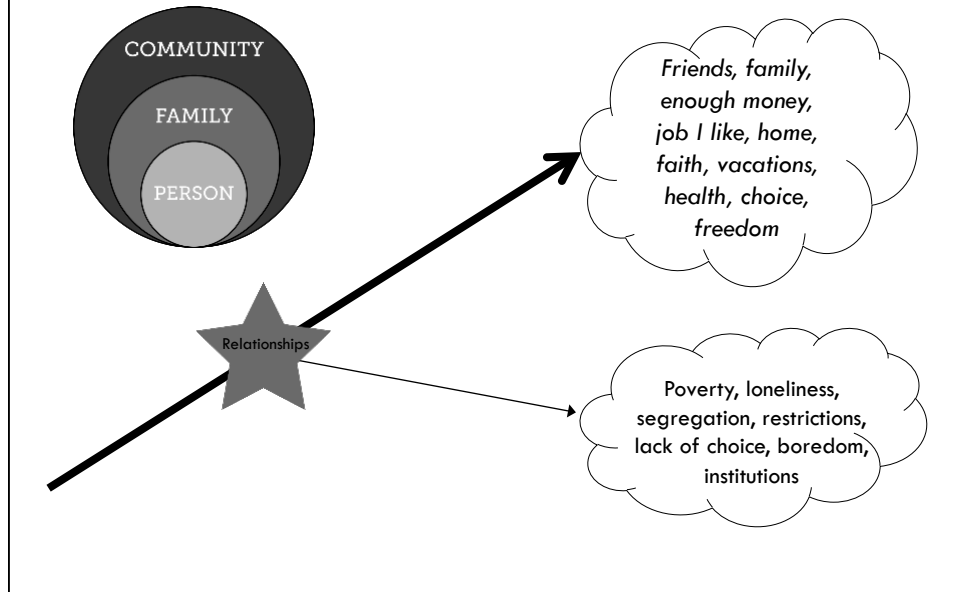 COMMUNITY
FAMILY
PERSON
Friends, family,
enough money,
job I like, home,
faith, vacations,
health, choice,
freedom
Relationships
Poverty, loneliness,
segregation, restrictions,
lack of choice, boredom,
institutions